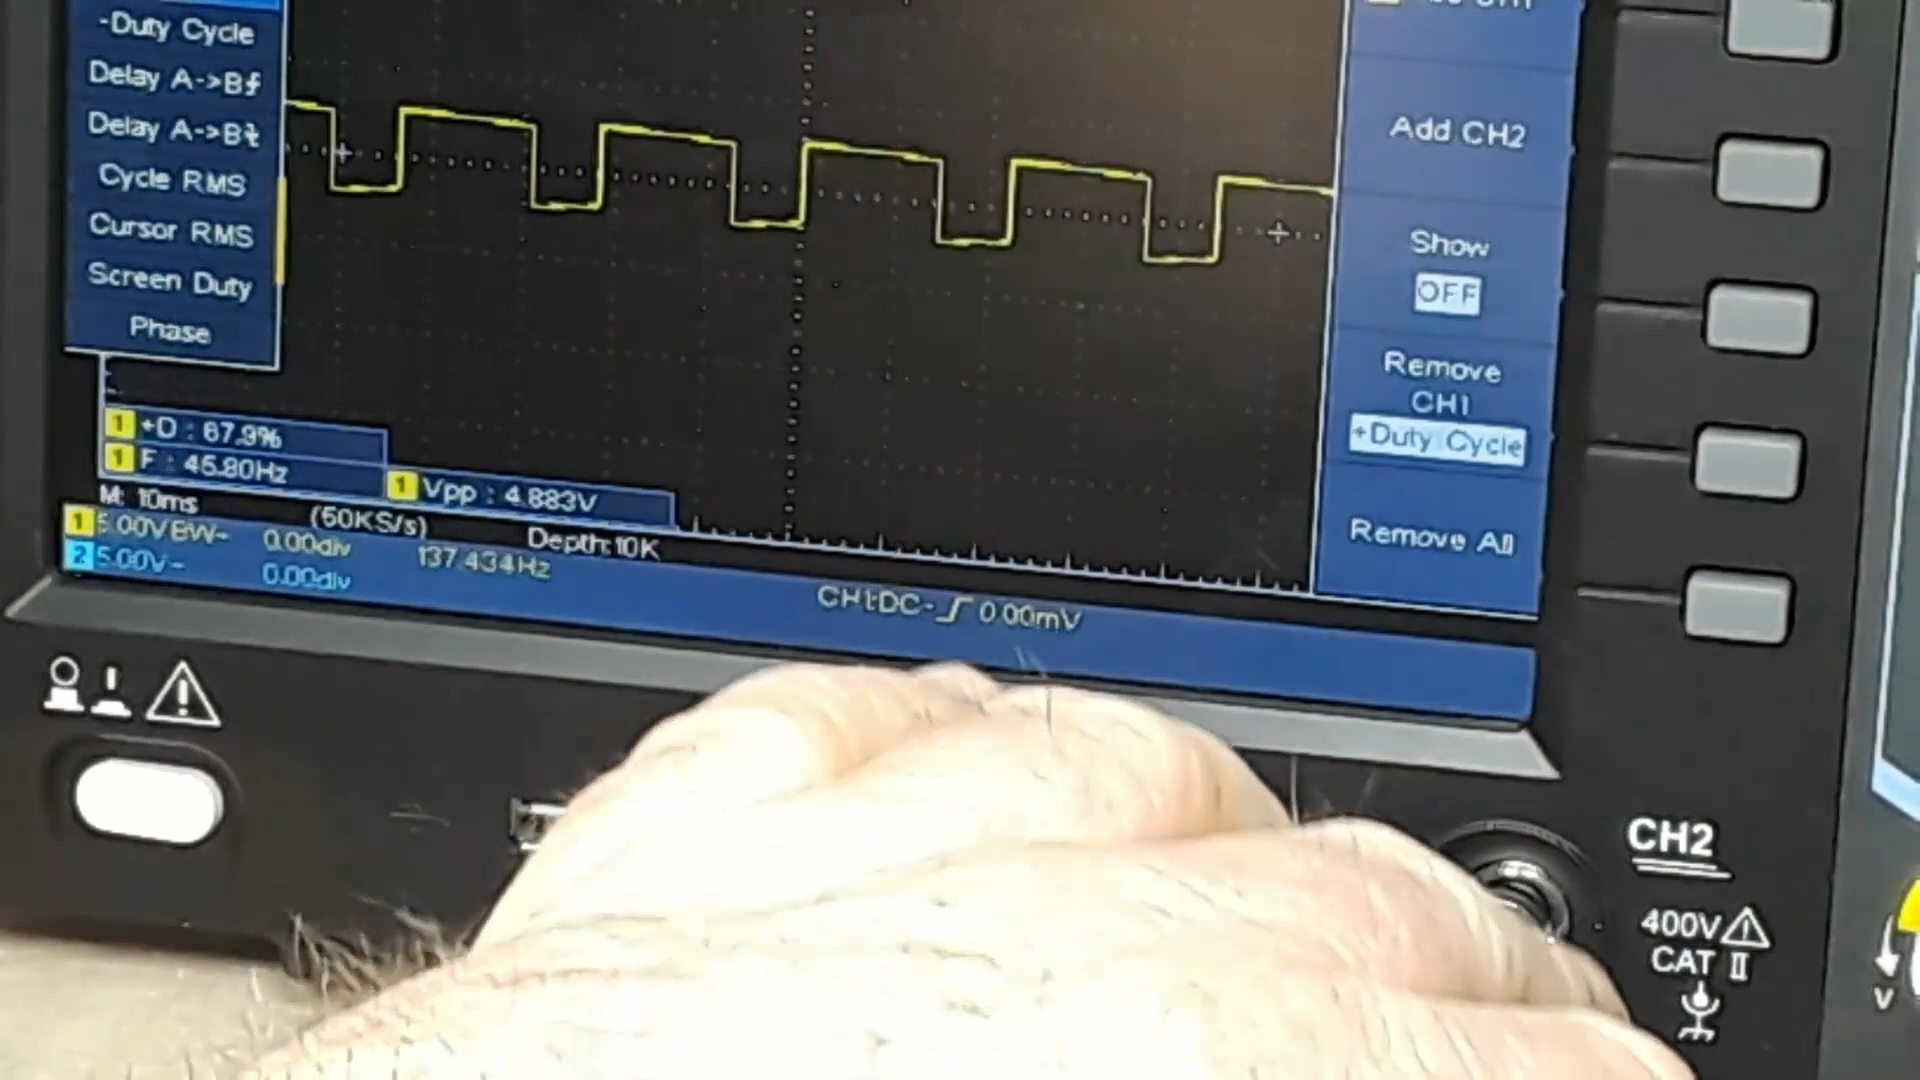 -Duty Cycle
Delay A->B
Delay A->B
Cycle RMS
Cursor RMS
Screen Duty
Phase
Add CH2
Show
OFF
Remove
CH1
+Duty Cycle
Remove All
1 +D : 67.9%
1 F : 45.80Hz
1 Vpp : 4.883V
M: 10ms
(50KS/s)
Depth:10K
1 5.00V BW- 0.00div 137.434Hz
2 5.00V- 0.00div
CH1:DC- 0.00mV
CH2
400V
CAT II
V